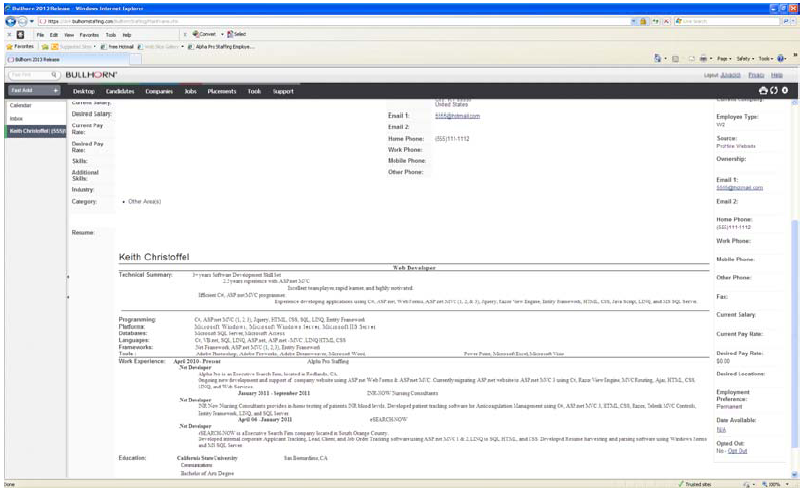 Bullhorn 2013 Release - Windows Internet Explorer
File Edit View Favorites Tools Help
Convert Select
Favorites Free Hotmail Web Slice Gallery Alpha Pro Staffing Employe...
Bullhorn 2013 Release
Page Safety Tools
Fast Find
BULLHORN
Logout Privacy Help
Fast Add + Desktop Candidates Companies Jobs Placements Tools Support
Calendar
Inbox
Keith Christoffel | (555)1
Current Salary:
Desired Salary:
Current Pay Rate:
Desired Pay Rate:
Skills:
Additional Skills:
Industry:
Category: • Other Area(s)
Resume:
United States
Email 1: 5555@hotmail.com
Email 2:
Home Phone: (555)111-1112
Work Phone:
Mobile Phone:
Other Phone:
Keith Christoffel
Web Developer
Technical Summary: 3+ years Software Development Skill Set
2.5 years experience with ASP.net MVC
Excellent team player, rapid learner, and highly motivated.
Efficient C#, ASP.net MVC programmer.
Experience developing applications using C#, ASP.net, Web Forms, ASP.net MVC (1, 2, & 3), Jquery, Razor View Engine, Entity Framework, HTML, CSS, Java Script, LINQ, and MS SQL Server.
Programming: C#, ASP.net MVC (1, 2, 3), Jquery, HTML, CSS, SQL, LINQ, Entity Framework
Platforms: Microsoft Windows, Microsoft Windows Server, Microsoft IIS Server
Databases: Microsoft SQL Server, Microsoft Access
Languages: C#, VB.net, SQL, LINQ, ASP.net, ASP.net - MVC, LINQ HTML, CSS
Frameworks: .Net Framework, ASP.net MVC (1, 2, 3), Entity Framework
Tools: Adobe Photoshop, Adobe Fireworks, Adobe Dreamweaver, Microsoft Word, Power Point, Microsoft Excel, Microsoft Visio
Work Experience: April 2010- Present Alpha Pro Staffing
.Net Developer
Alpha Pro is an Executive Search Firm, located in Redlands, CA.
Ongoing new development and support of company website using ASP.net Web Forms & ASP.net MVC. Currently migrating ASP.net website to ASP.net MVC 3 using C#, Razor View Engine, MVC Routing, Ajax, HTML, CSS, LINQ, and Web Services.
January 2011 - September 2011 INR-NOW Nursing Consultants
.Net Developer
INR Now Nursing Consultants provides in home testing of patients INR blood levels. Developed patient tracking software for Anticoagulation Management using C#, ASP.net MVC 3, HTML, CSS, Razor, Telerik MVC Controls, Entity Framework, LINQ, and SQL Server.
April 06 -January 2011 eSEARCH-NOW
.Net Developer
eSEARCH-NOW is a Executive Search Firm company located in South Orange County.
Developed internal corporate Applicant Tracking, Lead, Client, and Job Order Tracking software using ASP.net MVC 1 & 2 LINQ to SQL, HTML, and CSS. Developed Resume harvesting and parsing software using Windows Forms and MS SQL Server
Education: California State University San Bernardino, CA
Communications
Bachelor of Arts Degree
Current Company:
Employee Type:
W2
Source:
Profile Website
Ownership:
Email 1:
5555@hotmail.com
Email 2:
Home Phone:
(555)111-1112
Work Phone:
Mobile Phone:
Other Phone:
Fax:
Current Salary:
Current Pay Rate:
Desired Pay Rate:
$0.00
Desired Locations:
Employment Preference:
Permanent
Date Available:
N/A
Opted Out:
No - Opt Out
Done
Trusted sites
100%